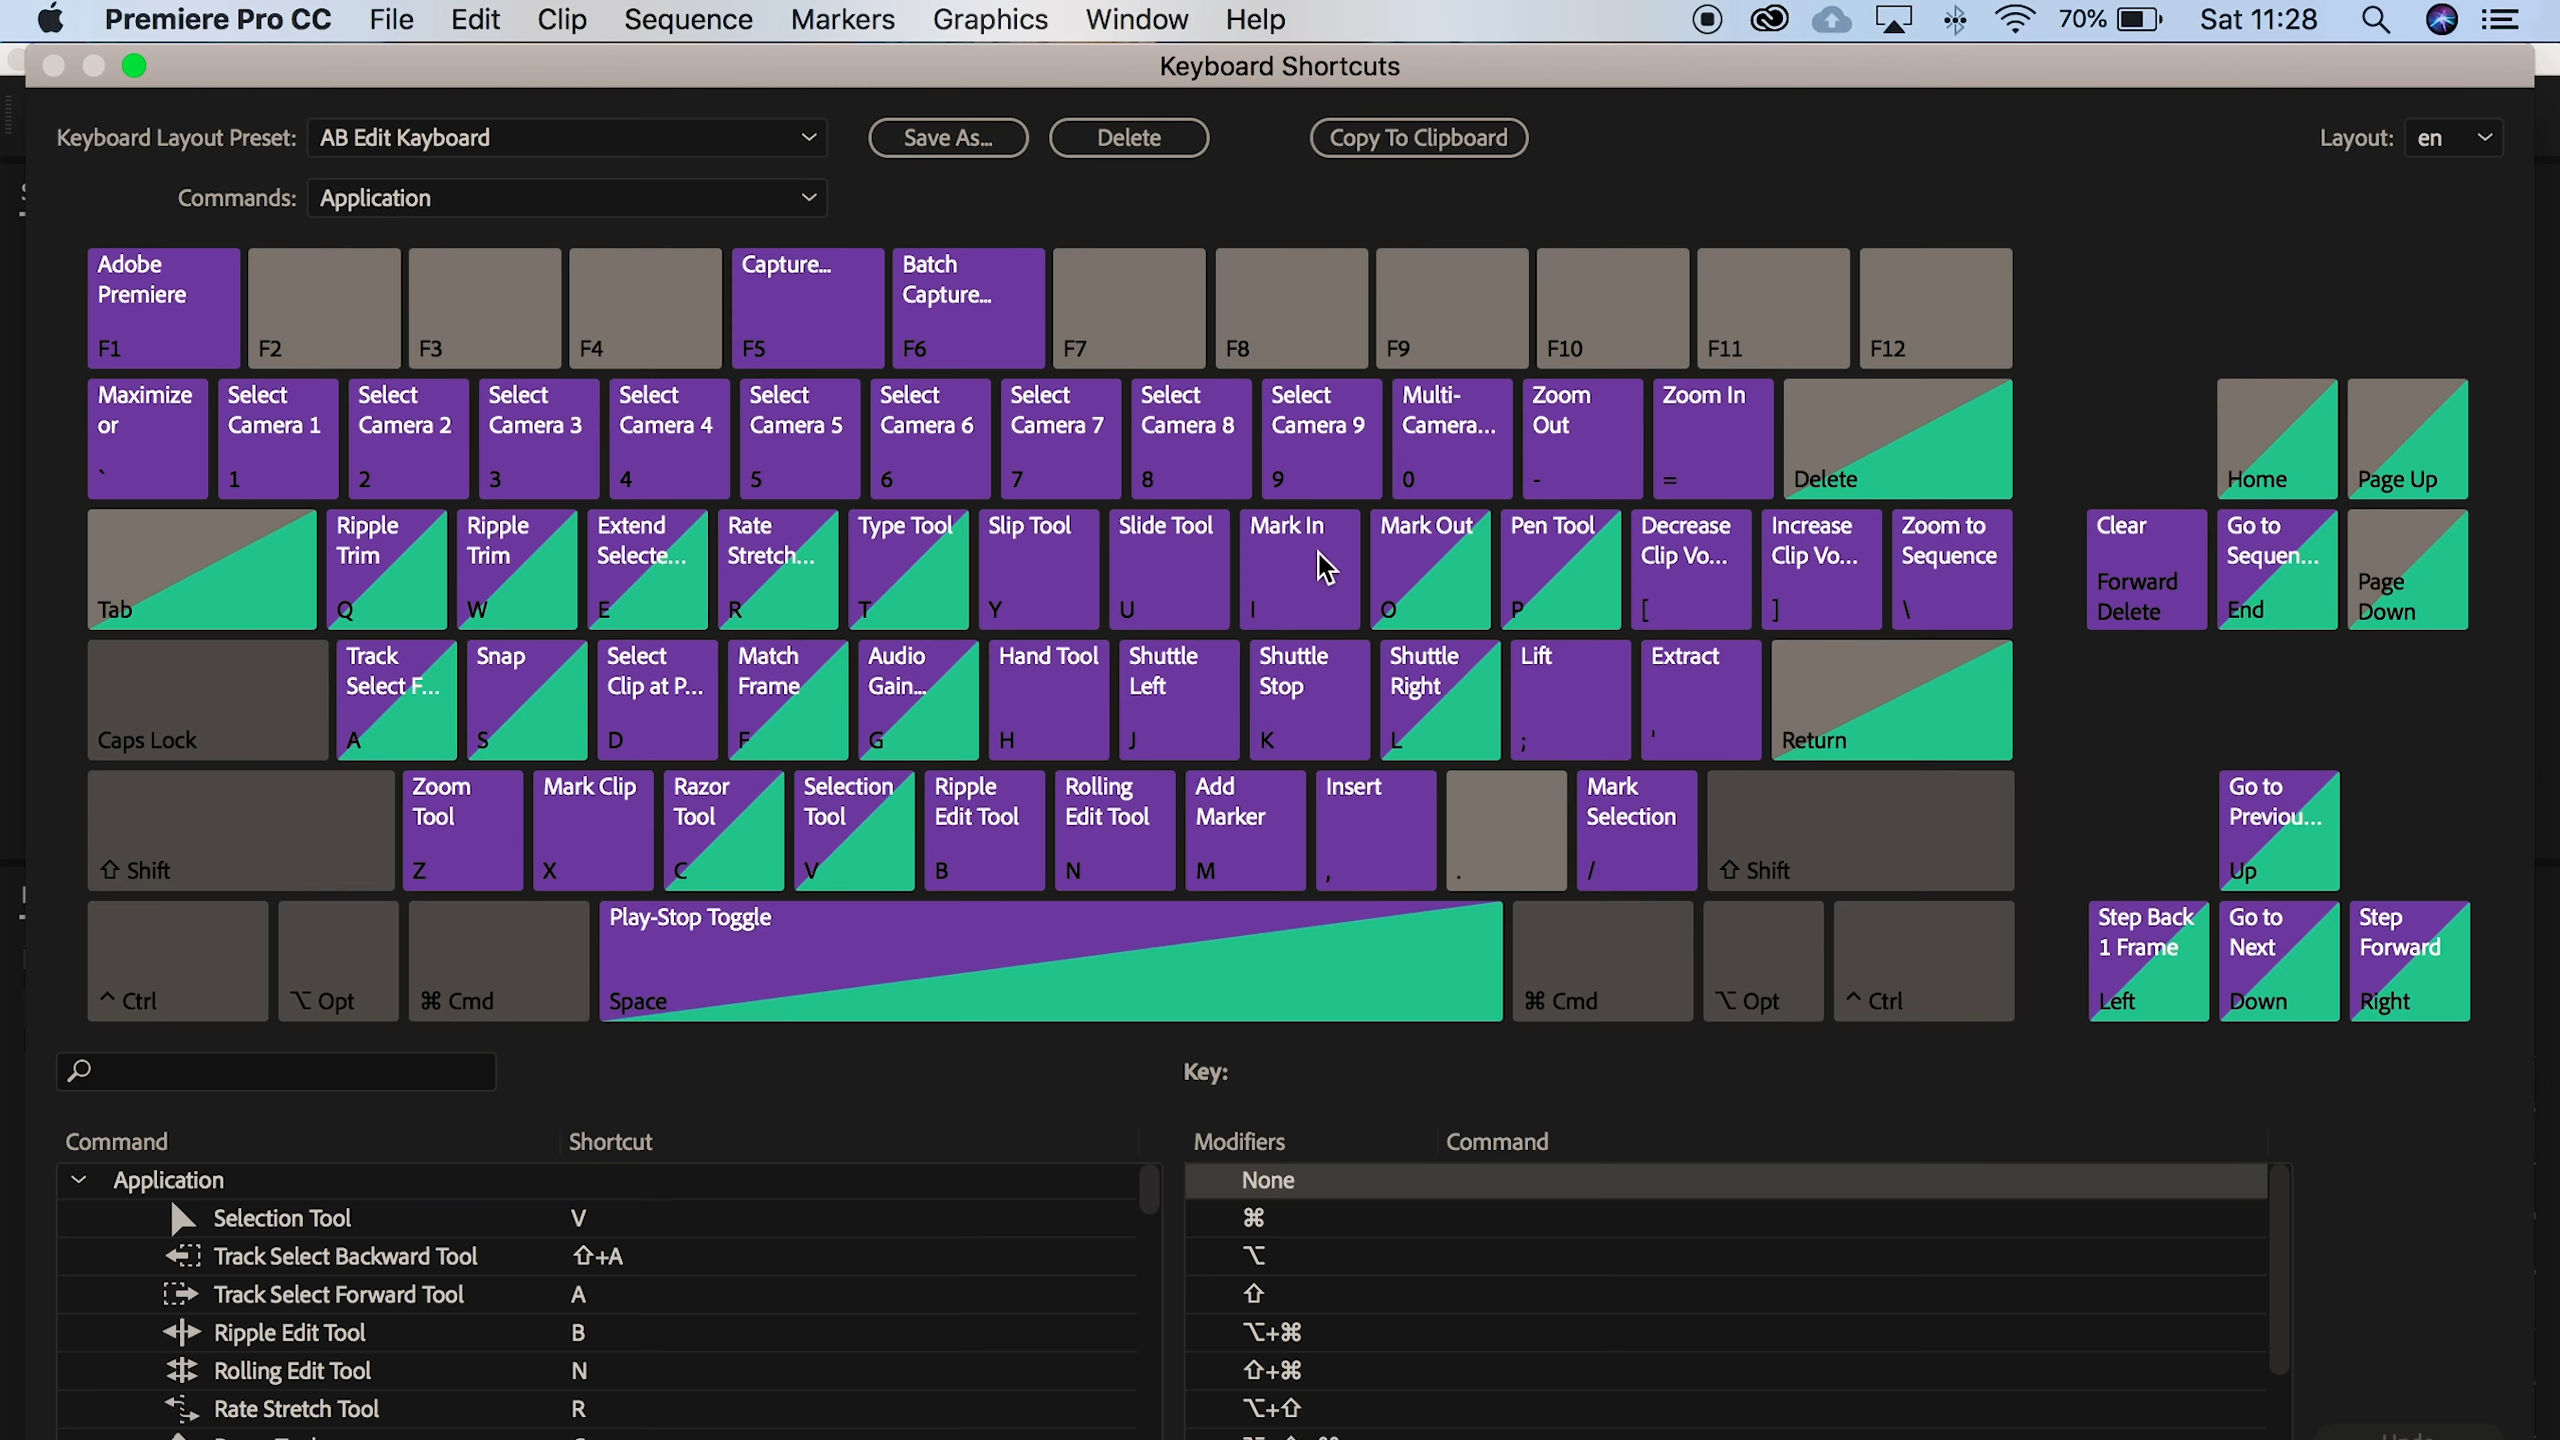 Premiere Pro CC File Edit Clip Sequence Markers Graphics Window Help 70% Sat 11:28
Keyboard Shortcuts
Keyboard Layout Preset: AB Edit Kayboard Save As... Delete Copy To Clipboard Layout: en
Commands: Application
Adobe Capture... Batch
Premiere Capture...
F1 F2 F3 F4 F5 F6 F7 F8 F9 F10 F11 F12
Maximize Select Select Select Select Select Select Select Select Select Multi- Zoom Zoom In
or Camera 1 Camera 2 Camera 3 Camera 4 Camera 5 Camera 6 Camera 7 Camera 8 Camera 9 Camera... Out
` 1 2 3 4 5 6 7 8 9 0 - = Delete Home Page Up
Ripple Ripple Extend Rate Type Tool Slip Tool Slide Tool Mark In Mark Out Pen Tool Decrease Increase Zoom to Clear Go to
Trim Trim Selecte... Stretch... Clip Vo... Clip Vo... Sequence Sequen...
Forward Page
Tab Q W E R T Y U I O P [ ] \ Delete End Down
Track Snap Select Match Audio Hand Tool Shuttle Shuttle Shuttle Lift Extract
Select F... Clip at P... Frame Gain... Left Stop Right
Caps Lock A S D F G H J K L ; ' Return
Zoom Mark Clip Razor Selection Ripple Rolling Add Insert Mark Go to
Tool Tool Tool Edit Tool Edit Tool Marker Selection Previou...
⇧ Shift Z X C V B N M , . / ⇧ Shift Up
Play-Stop Toggle Step Back Go to Step
1 Frame Next Forward
^ Ctrl ⌥ Opt ⌘ Cmd Space ⌘ Cmd ⌥ Opt ^ Ctrl Left Down Right
Key:
Command Shortcut Modifiers Command
Application None
Selection Tool V ⌘
Track Select Backward Tool ⇧+A ⌥
Track Select Forward Tool A ⇧
Ripple Edit Tool B ⌥+⌘
Rolling Edit Tool N ⇧+⌘
Rate Stretch Tool R ⌥+⇧